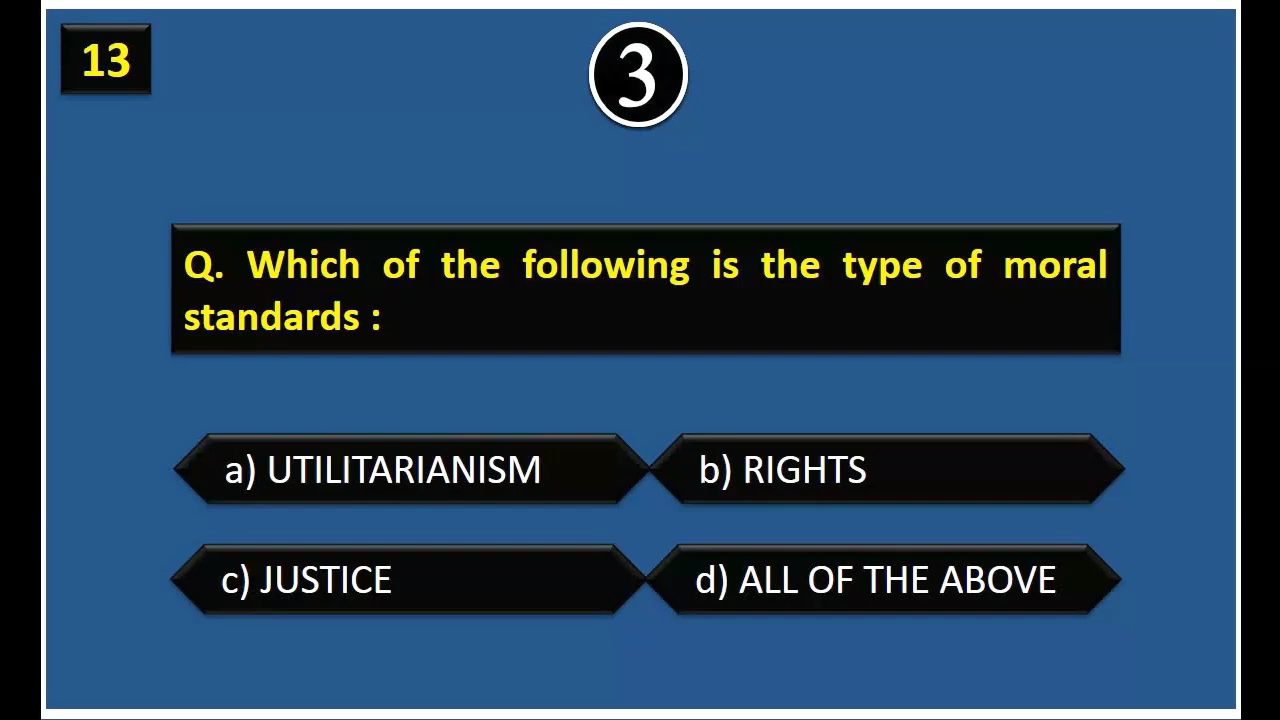 13
3
Q. Which of the following is the type of moral
standards :
a) UTILITARIANISM
b) RIGHTS
c) JUSTICE
d) ALL OF THE ABOVE